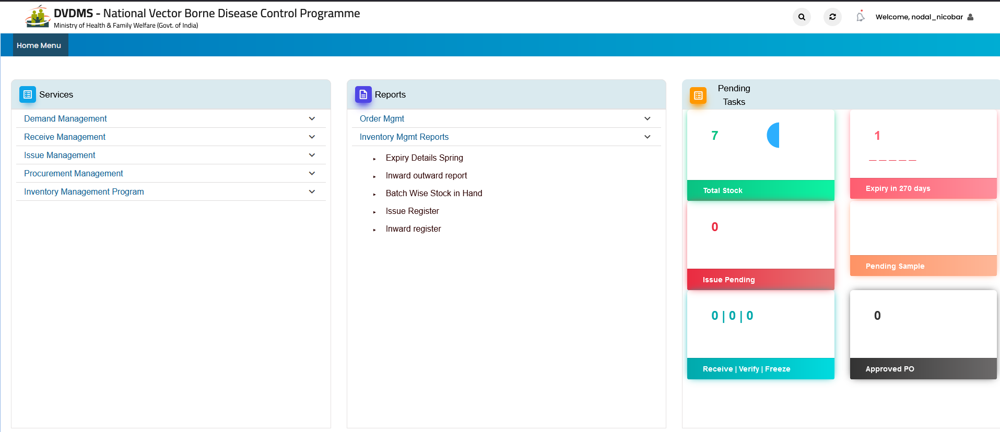 DVDMS - National Vector Borne Disease Control Programme
Ministry of Health & Family Welfare (Govt. of India)
Welcome, nodal_nicobar
Home Menu
Services
Demand Management
Receive Management
Issue Management
Procurement Management
Inventory Management Program
Reports
Order Mgmt
Inventory Mgmt Reports
Expiry Details Spring
Inward outward report
Batch Wise Stock in Hand
Issue Register
Inward register
Pending
Tasks
7
Total Stock
1
_ _ _ _ _
Expiry in 270 days
0
Issue Pending
Pending Sample
0 | 0 | 0
Receive | Verify | Freeze
0
Approved PO